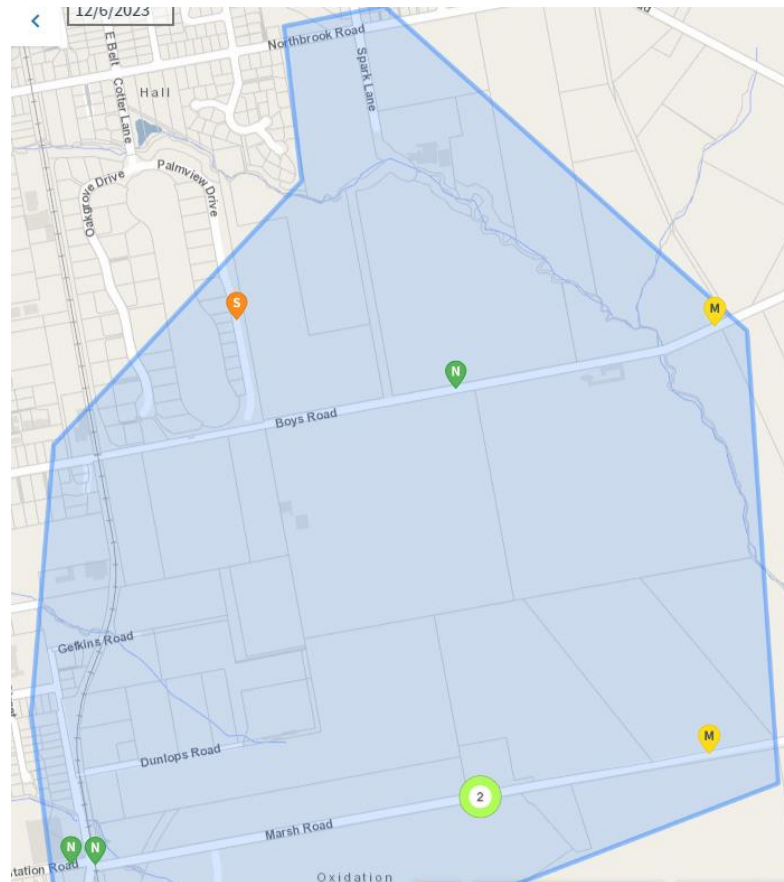 12/6/2023
Northbrook Road
E Belt
Cotter Lane
Hall
Spark Lane
Oakgrove Drive
Palmview Drive
S
M
N
Boys Road
Gefkins Road
M
Dunlops Road
2
Marsh Road
N
N
tation Road
Oxidation